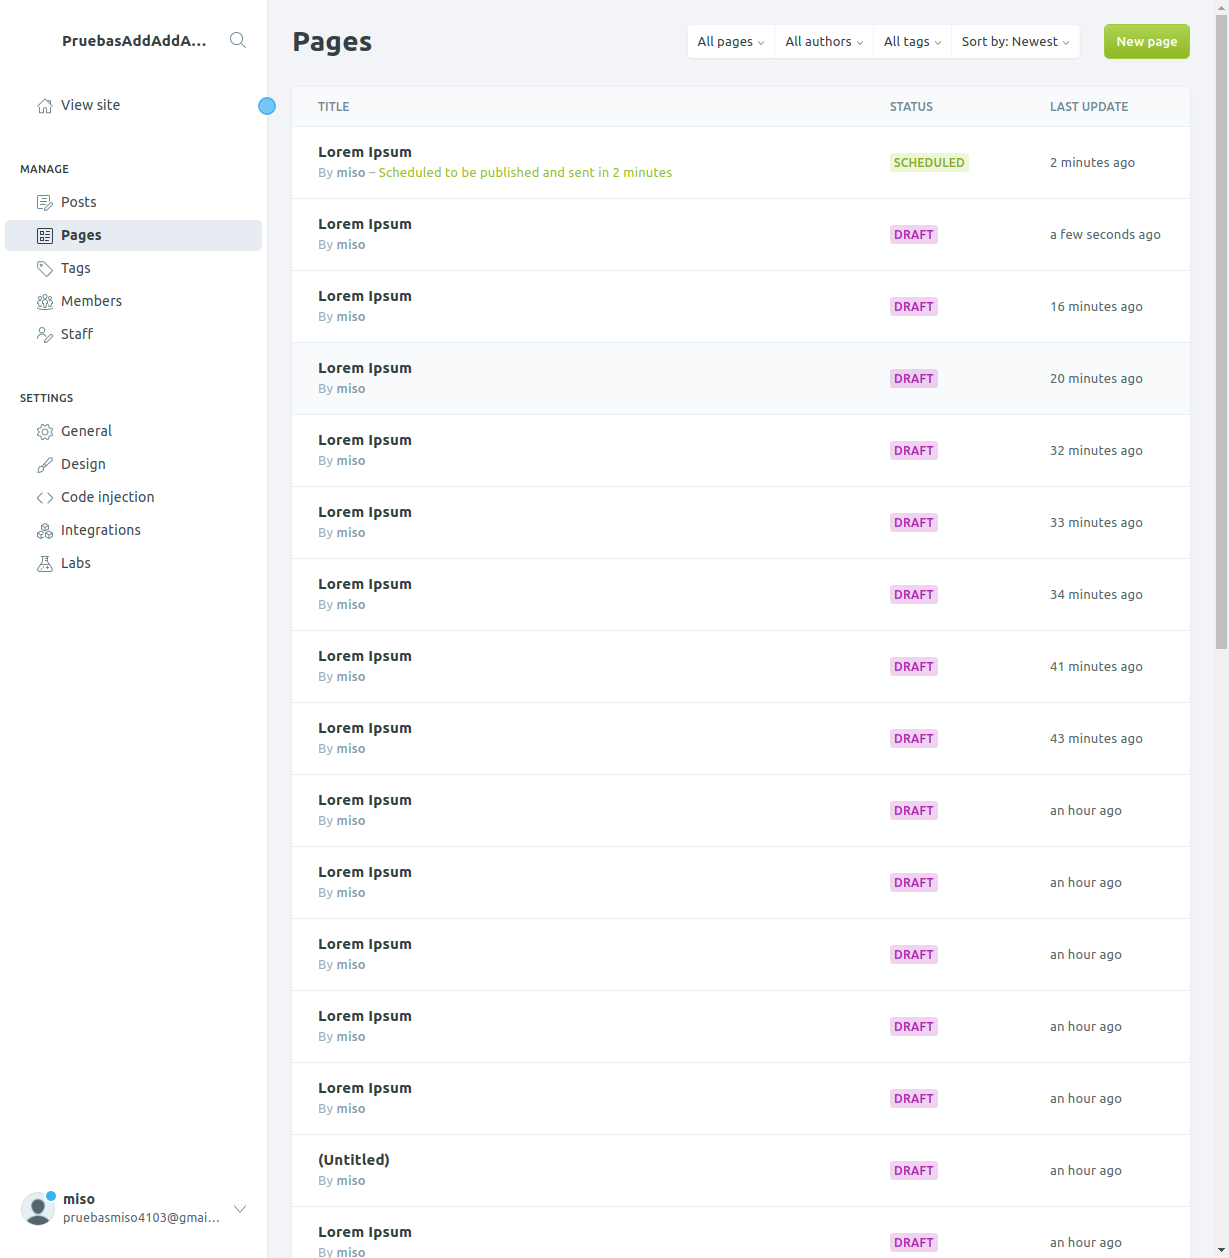 PruebasAddAddA...
View site
MANAGE
Posts
Pages
Tags
Members
Staff
SETTINGS
General
Design
Code injection
Integrations
Labs
miso
pruebasmiso4103@gmai...
Pages
All pages
All authors
All tags
Sort by: Newest
New page
TITLE STATUS LAST UPDATE
Lorem Ipsum
By miso – Scheduled to be published and sent in 2 minutes
SCHEDULED
2 minutes ago
Lorem Ipsum
By miso
DRAFT
a few seconds ago
Lorem Ipsum
By miso
DRAFT
16 minutes ago
Lorem Ipsum
By miso
DRAFT
20 minutes ago
Lorem Ipsum
By miso
DRAFT
32 minutes ago
Lorem Ipsum
By miso
DRAFT
33 minutes ago
Lorem Ipsum
By miso
DRAFT
34 minutes ago
Lorem Ipsum
By miso
DRAFT
41 minutes ago
Lorem Ipsum
By miso
DRAFT
43 minutes ago
Lorem Ipsum
By miso
DRAFT
an hour ago
Lorem Ipsum
By miso
DRAFT
an hour ago
Lorem Ipsum
By miso
DRAFT
an hour ago
Lorem Ipsum
By miso
DRAFT
an hour ago
Lorem Ipsum
By miso
DRAFT
an hour ago
(Untitled)
By miso
DRAFT
an hour ago
Lorem Ipsum
By miso
DRAFT
an hour ago